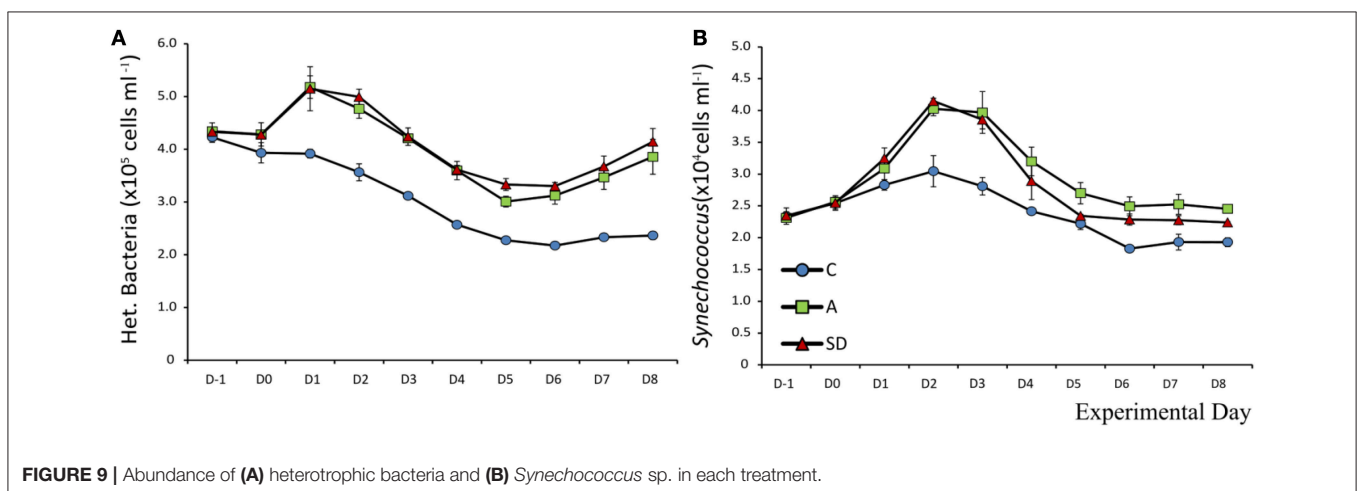 A
Het. Bacteria (x10⁵ cells ml⁻¹)
6.0
5.0
4.0
3.0
2.0
1.0
0
D-1 D0 D1 D2 D3 D4 D5 D6 D7 D8
B
Synechococcus(x10⁴cells ml⁻¹)
5.0
4.5
4.0
3.5
3.0
2.5
2.0
1.5
1.0
0.5
0
C
A
SD
D-1 D0 D1 D2 D3 D4 D5 D6 D7 D8
Experimental Day
FIGURE 9 | Abundance of (A) heterotrophic bacteria and (B) Synechococcus sp. in each treatment.